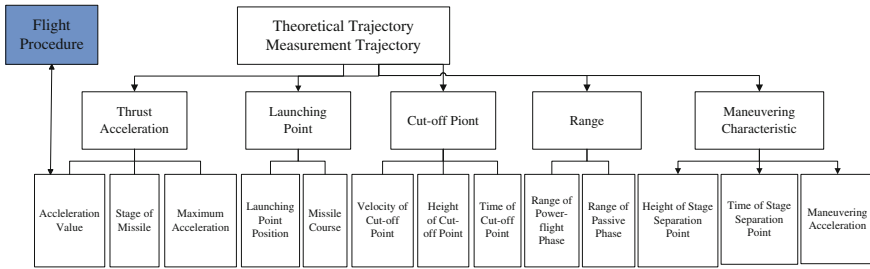 Flight
Procedure
Theoretical Trajectory
Measurement Trajectory
Thrust
Acceleration
Launching
Point
Cut-off Piont
Range
Maneuvering
Characteristic
Acceleration
Value
Stage of
Missile
Maximum
Acceleration
Launching
Point
Position
Missile
Course
Velocity of
Cut-off
Point
Height
of Cut-
off Point
Time of
Cut-off
Point
Range of
Power-
flight
Phase
Range of
Passive
Phase
Height of Stage
Separation
Point
Time of Stage
Separation
Point
Maneuvering
Acceleration